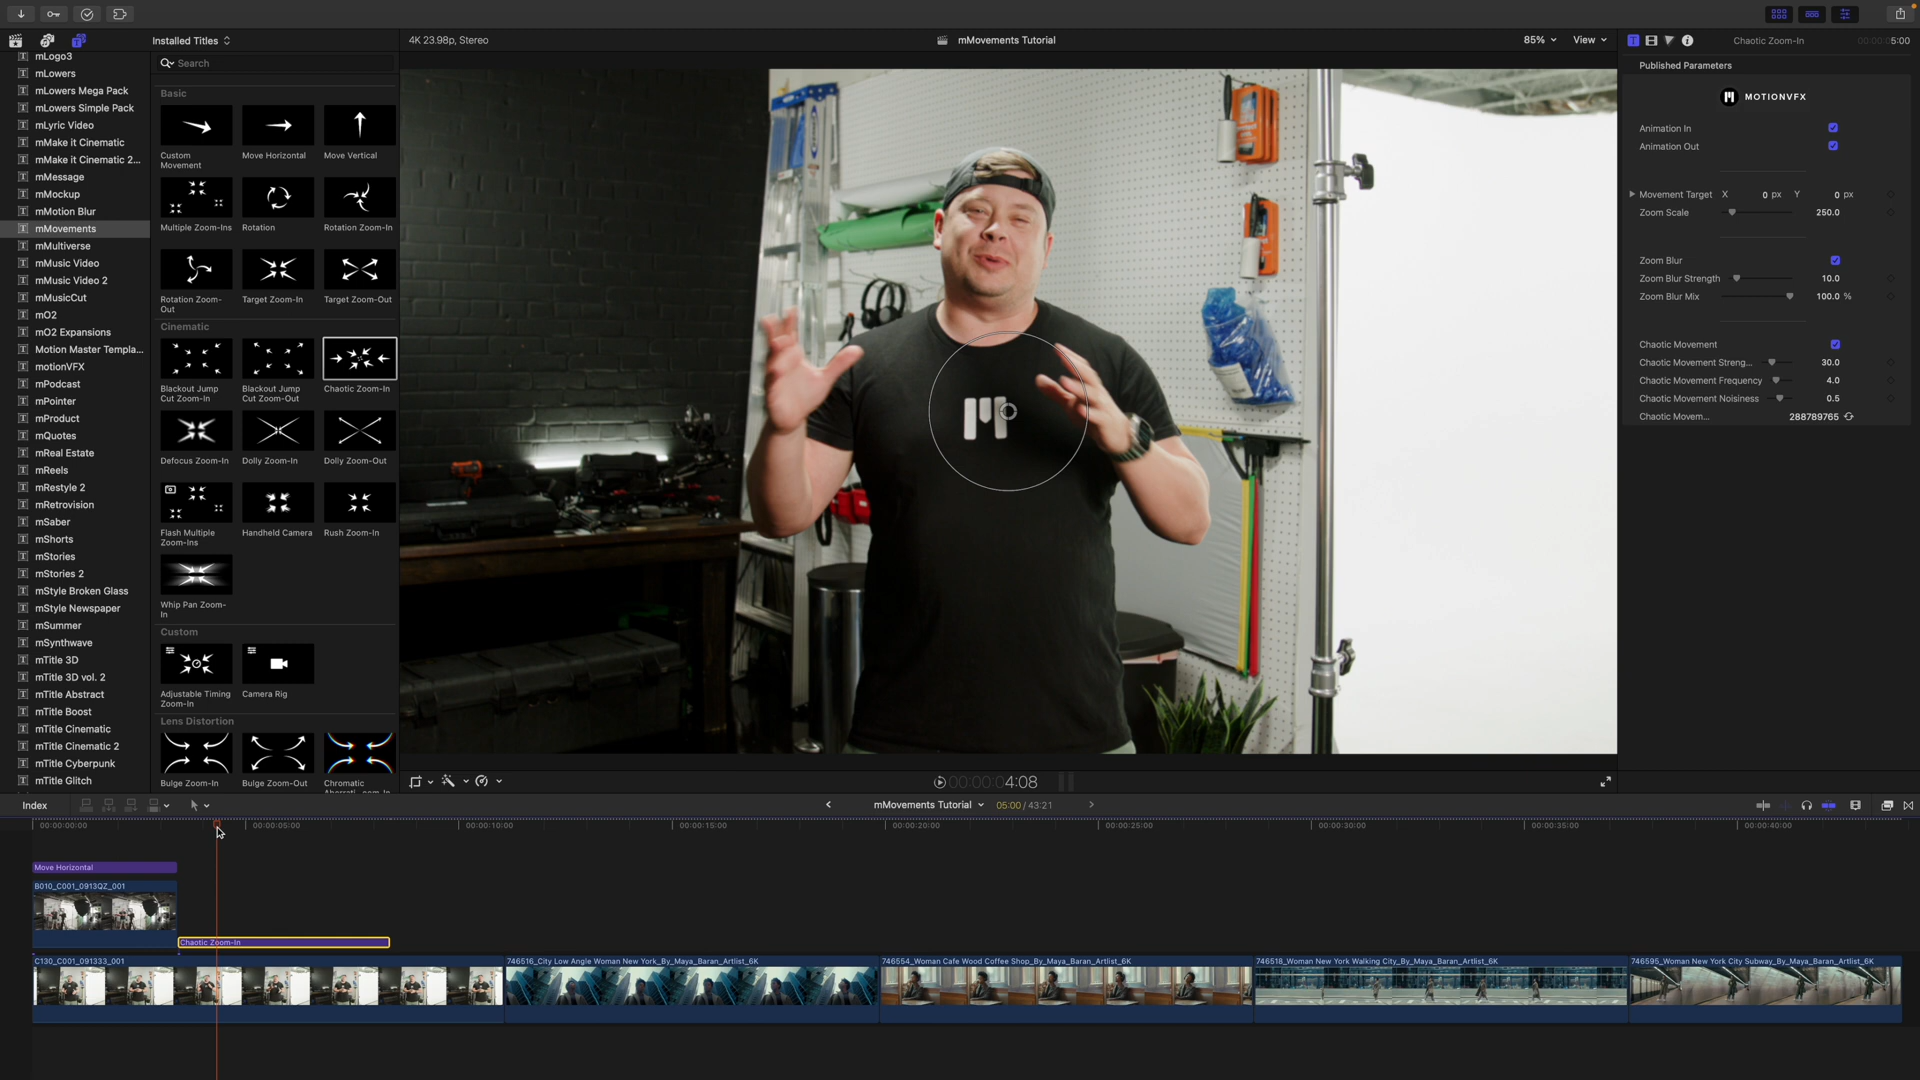 Installed Titles
4K 23.98p, Stereo
mMovements Tutorial
85%
View
Chaotic Zoom-In
00:00:05:00
mLogo3
mLowers
mLowers Mega Pack
mLowers Simple Pack
mLyric Video
mMake it Cinematic
mMake it Cinematic 2...
mMessage
mMockup
mMotion Blur
mMovements
mMultiverse
mMusic Video
mMusic Video 2
mMusicCut
mO2
mO2 Expansions
Motion Master Templa...
motionVFX
mPodcast
mPointer
mProduct
mQuotes
mReal Estate
mReels
mRestyle 2
mRetrovision
mSaber
mShorts
mStories
mStories 2
mStyle Broken Glass
mStyle Newspaper
mSummer
mSynthwave
mTitle 3D
mTitle 3D vol. 2
mTitle Abstract
mTitle Boost
mTitle Cinematic
mTitle Cinematic 2
mTitle Cyberpunk
mTitle Glitch
Search
Basic
Custom
Movement
Move Horizontal
Move Vertical
Multiple Zoom-Ins
Rotation
Rotation Zoom-In
Rotation Zoom-
Out
Target Zoom-In
Target Zoom-Out
Cinematic
Blackout Jump
Cut Zoom-In
Blackout Jump
Cut Zoom-Out
Chaotic Zoom-In
Defocus Zoom-In
Dolly Zoom-In
Dolly Zoom-Out
Flash Multiple
Zoom-Ins
Handheld Camera
Rush Zoom-In
Whip Pan Zoom-
In
Custom
Adjustable Timing
Zoom-In
Camera Rig
Lens Distortion
Bulge Zoom-In
Bulge Zoom-Out
Chromatic
Published Parameters
MOTIONVFX
Animation In
Animation Out
Movement Target X 0 px Y 0 px
Zoom Scale 250.0
Zoom Blur
Zoom Blur Strength 10.0
Zoom Blur Mix 100.0 %
Chaotic Movement
Chaotic Movement Streng... 30.0
Chaotic Movement Frequency 4.0
Chaotic Movement Noisiness 0.5
Chaotic Movem... 288789765
00:00:04:08
Index
mMovements Tutorial
05:00 / 43:21
00:00:00:00
00:00:05:00
00:00:10:00
00:00:15:00
00:00:20:00
00:00:25:00
00:00:30:00
00:00:35:00
00:00:40:00
Move Horizontal
B010_C001_0913QZ_001
Chaotic Zoom-In
C130_C001_091333_001
746516_City Low Angle Woman New York_By_Maya_Baran_Artlist_6K
746554_Woman Cafe Wood Coffee Shop_By_Maya_Baran_Artlist_6K
746518_Woman New York Walking City_By_Maya_Baran_Artlist_6K
746595_Woman New York City Subway_By_Maya_Baran_Artlist_6K